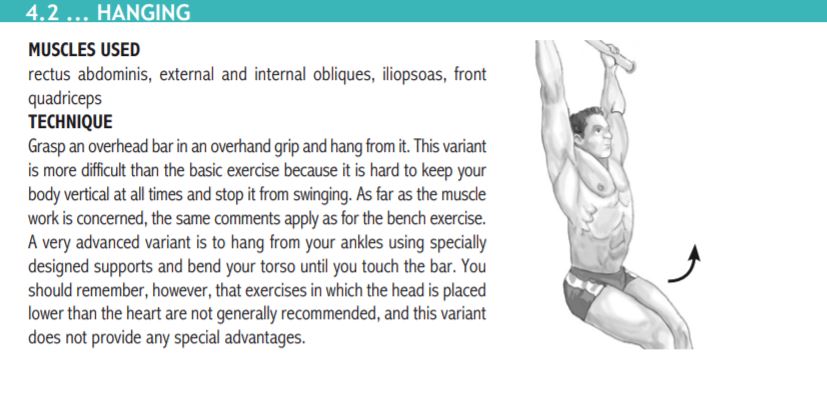 4.2 ... HANGING
MUSCLES USED
rectus abdominis, external and internal obliques, iliopsoas, front
quadriceps
TECHNIQUE
Grasp an overhead bar in an overhand grip and hang from it. This variant
is more difficult than the basic exercise because it is hard to keep your
body vertical at all times and stop it from swinging. As far as the muscle
work is concerned, the same comments apply as for the bench exercise.
A very advanced variant is to hang from your ankles using specially
designed supports and bend your torso until you touch the bar. You
should remember, however, that exercises in which the head is placed
lower than the heart are not generally recommended, and this variant
does not provide any special advantages.